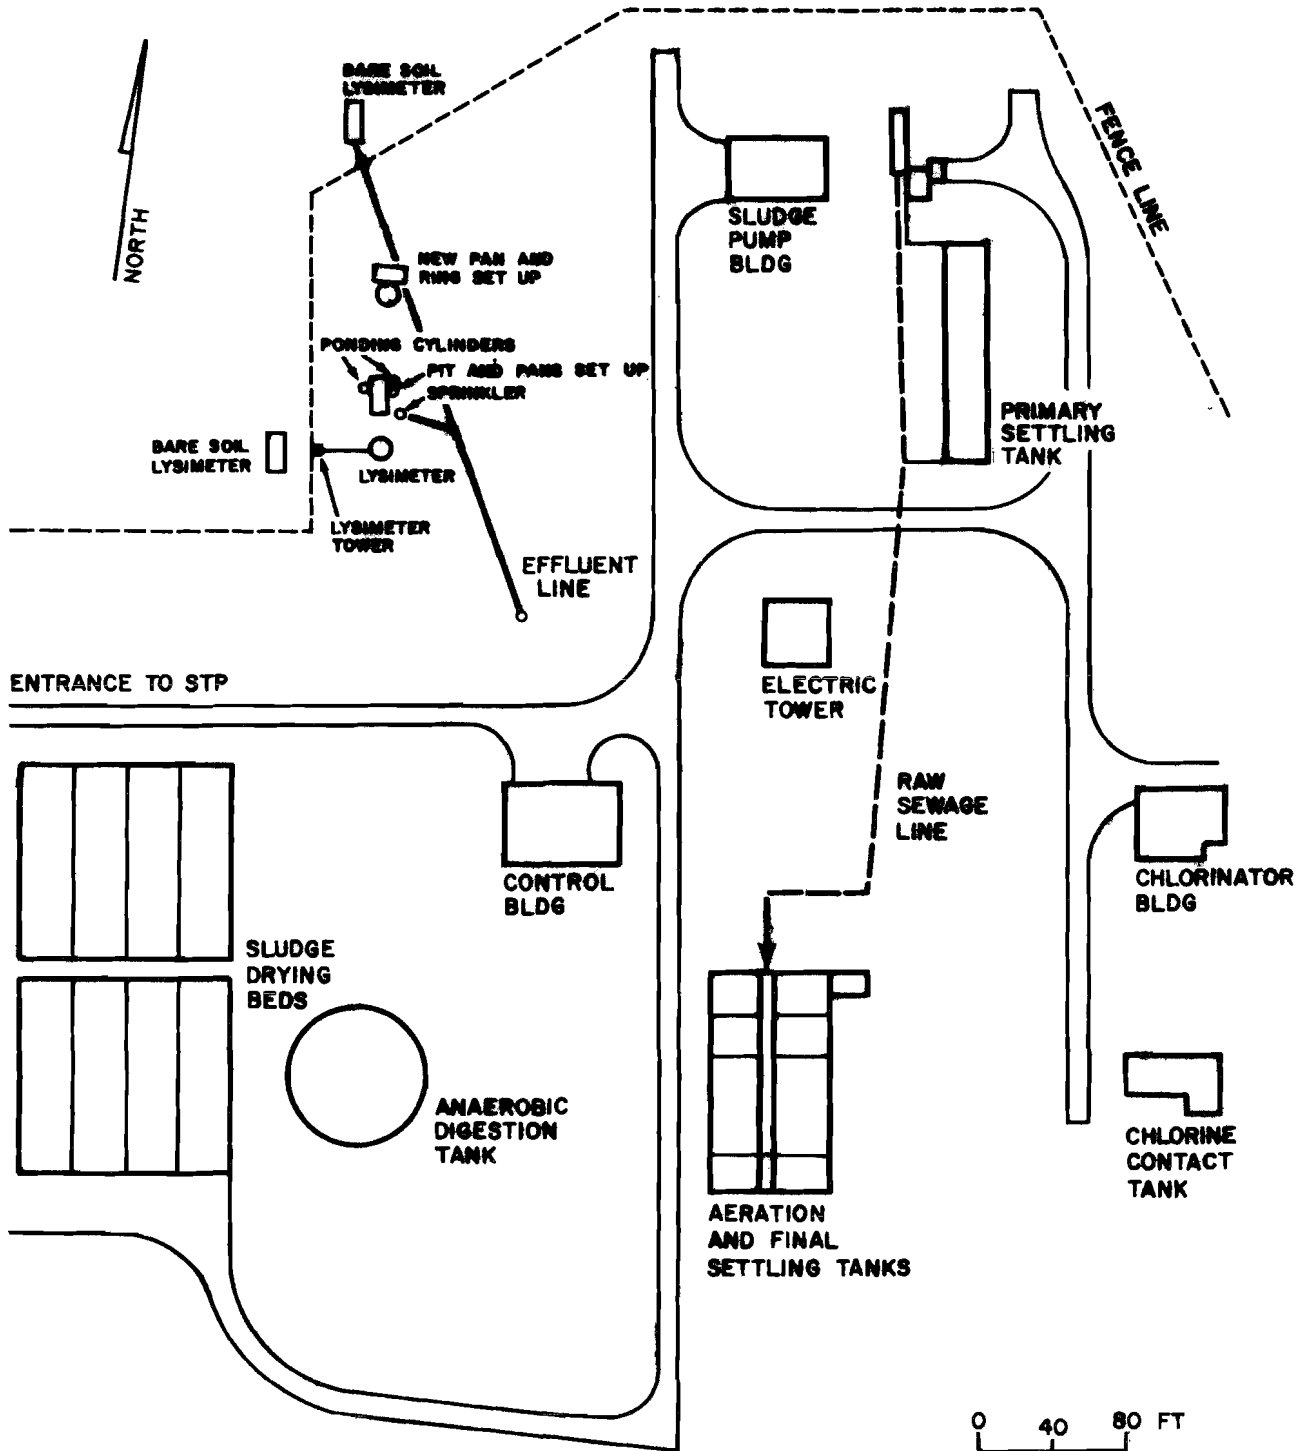 BARE SOIL
LYSIMETER
FENCE LINE
NORTH
SLUDGE
PUMP
BLDG
NEW PAN AND
RING SET UP
PONDING CYLINDERS
PIT AND PANS SET UP
SPRINKLER
PRIMARY
SETTLING
TANK
BARE SOIL
LYSIMETER
LYSIMETER
LYSIMETER
TOWER
EFFLUENT
LINE
ENTRANCE TO STP
ELECTRIC
TOWER
RAW
SEWAGE
LINE
CONTROL
BLDG
CHLORINATOR
BLDG
SLUDGE
DRYING
BEDS
ANAEROBIC
DIGESTION
TANK
CHLORINE
CONTACT
TANK
AERATION
AND FINAL
SETTLING TANKS
0 40 80 FT